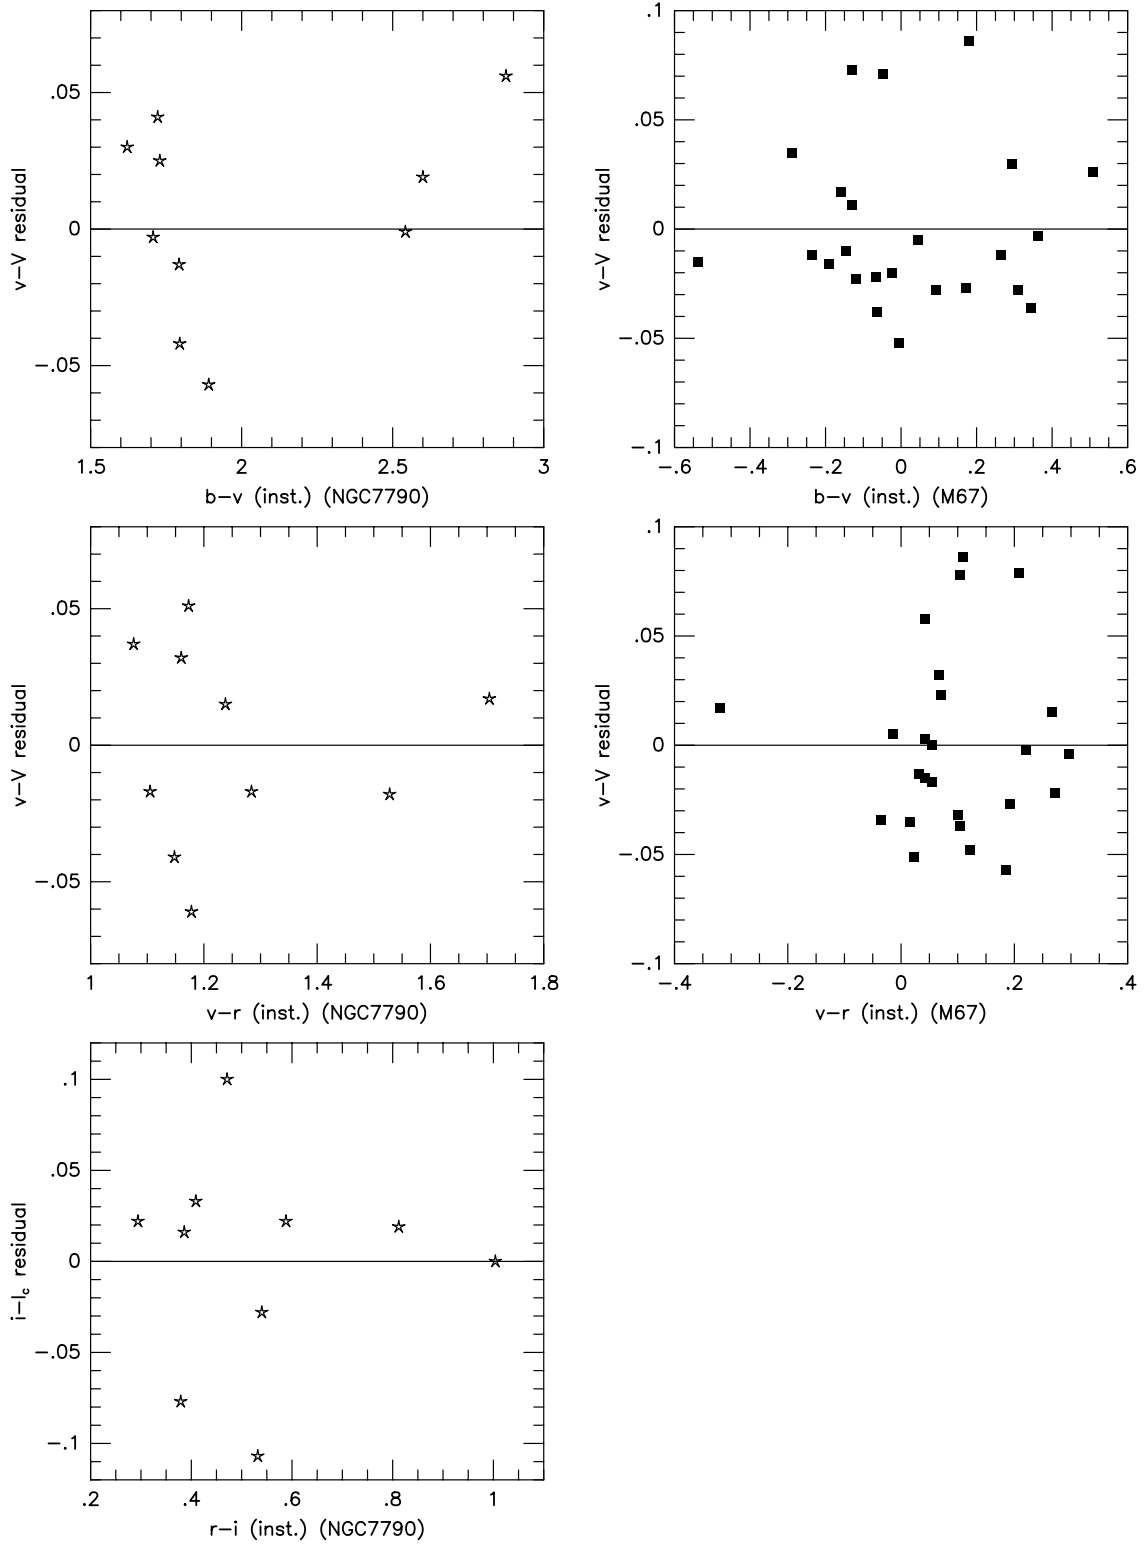 .05
0
−.05
v−V residual
1.5 2 2.5 3
b−v (inst.) (NGC7790)
.1
.05
0
−.05
−.1
v−V residual
−.6 −.4 −.2 0 .2 .4 .6
b−v (inst.) (M67)
.05
0
−.05
v−V residual
1 1.2 1.4 1.6 1.8
v−r (inst.) (NGC7790)
.1
.05
0
−.05
−.1
v−V residual
−.4 −.2 0 .2 .4
v−r (inst.) (M67)
.1
.05
0
−.05
−.1
i−I_c residual
.2 .4 .6 .8 1
r−i (inst.) (NGC7790)